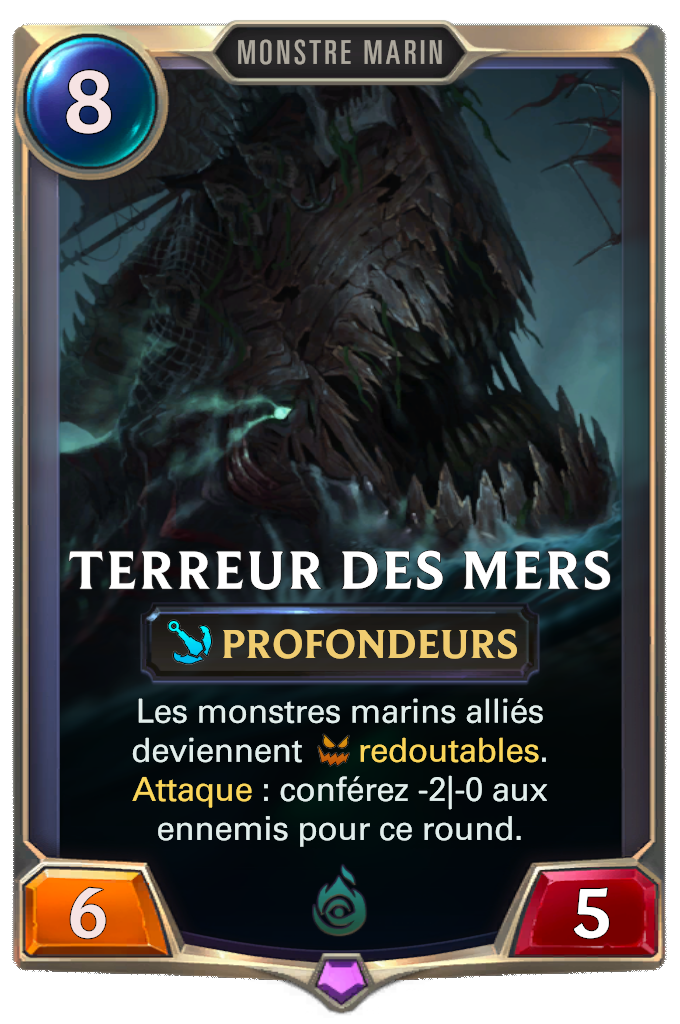 MONSTRE MARIN
8
TERREUR DES MERS
PROFONDEURS
Les monstres marins alliés
deviennent redoutables.
Attaque : conférez -2|-0 aux
ennemis pour ce round.
6
5